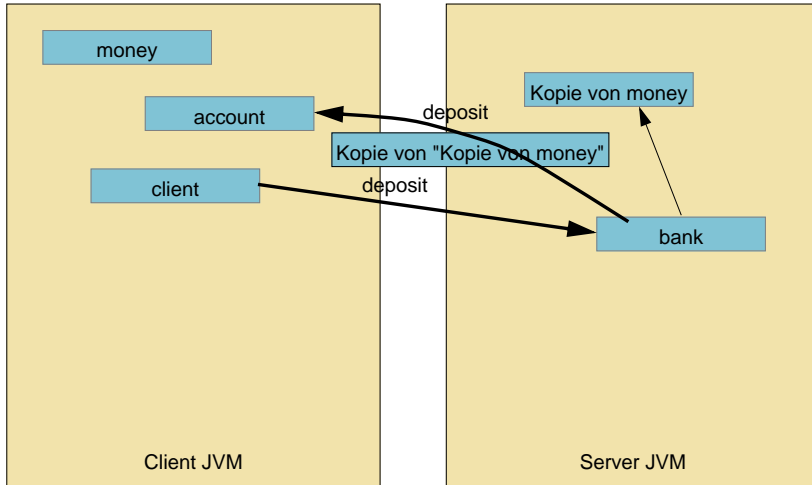 money
Kopie von money
account
deposit
Kopie von "Kopie von money"
client
deposit
bank
Client JVM
Server JVM